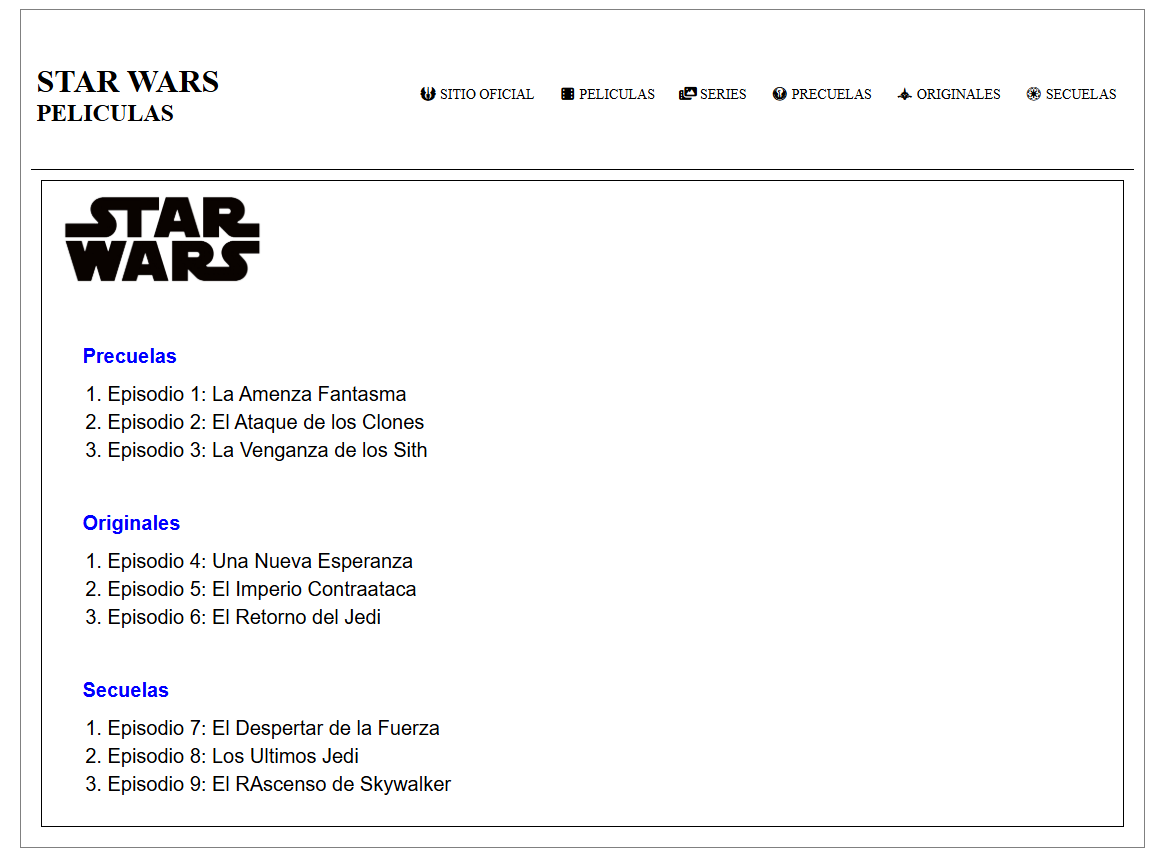 STAR WARS
PELICULAS
SITIO OFICIAL PELICULAS SERIES PRECUELAS ORIGINALES SECUELAS
STAR
WARS
Precuelas
1. Episodio 1: La Amenza Fantasma
2. Episodio 2: El Ataque de los Clones
3. Episodio 3: La Venganza de los Sith
Originales
1. Episodio 4: Una Nueva Esperanza
2. Episodio 5: El Imperio Contraataca
3. Episodio 6: El Retorno del Jedi
Secuelas
1. Episodio 7: El Despertar de la Fuerza
2. Episodio 8: Los Ultimos Jedi
3. Episodio 9: El RAscenso de Skywalker